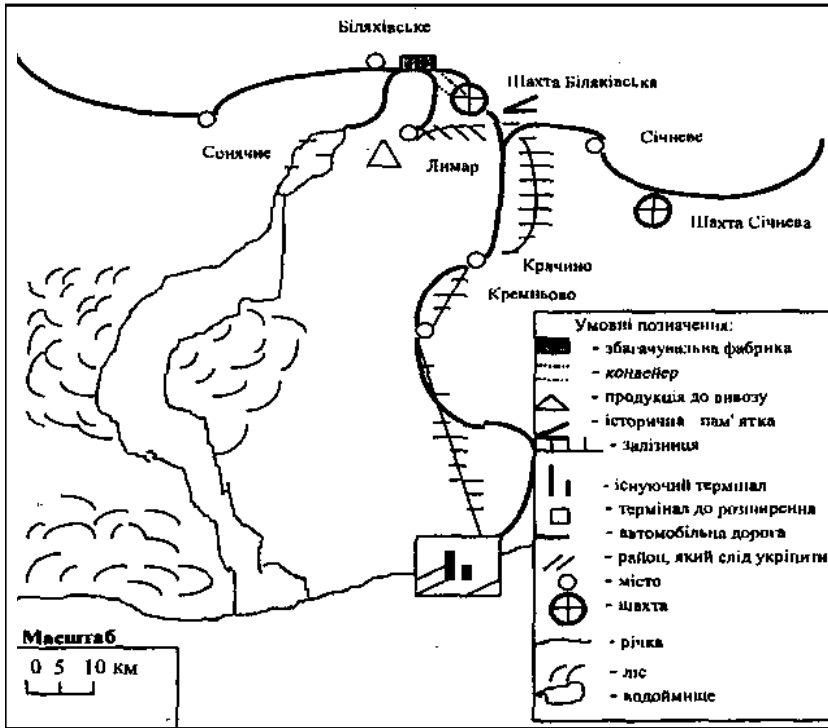 Біляхівське
Шахта Біляківська
Сонячне
Лимар
Січневе
Шахта Січнева
Крачино
Кремньово
Умовні позначення:
- збагачувальна фабрика
- конвейєр
- продукція до вивозу
- історична пам'ятка
- залізниця
- існуючий термінал
- термінал до розширення
- автомобільна дорога
- район, який слід укріпити
- місто
- шахта
- річка
- ліс
- водоймище
Масштаб
0 5 10 км